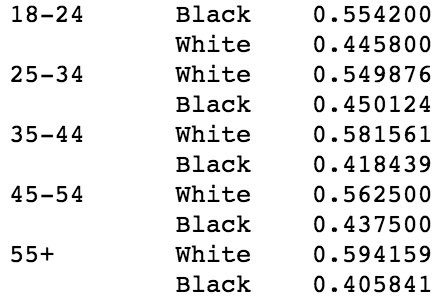 18-24 Black 0.554200
White 0.445800
25-34 White 0.549876
Black 0.450124
35-44 White 0.581561
Black 0.418439
45-54 White 0.562500
Black 0.437500
55+ White 0.594159
Black 0.405841